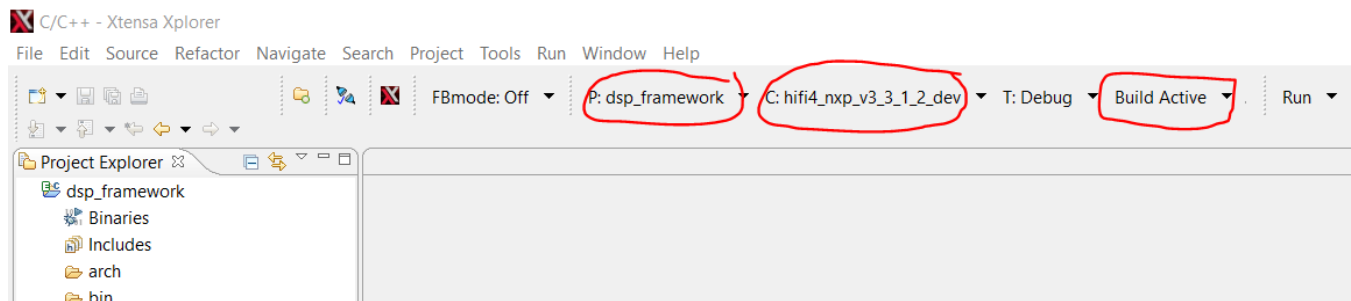 C/C++ - Xtensa Xplorer
File Edit Source Refactor Navigate Search Project Tools Run Window Help
FBmode: Off P: dsp_framework C: hifi4_nxp_v3_3_1_2_dev T: Debug Build Active Run
Project Explorer
dsp_framework
Binaries
Includes
arch
bin